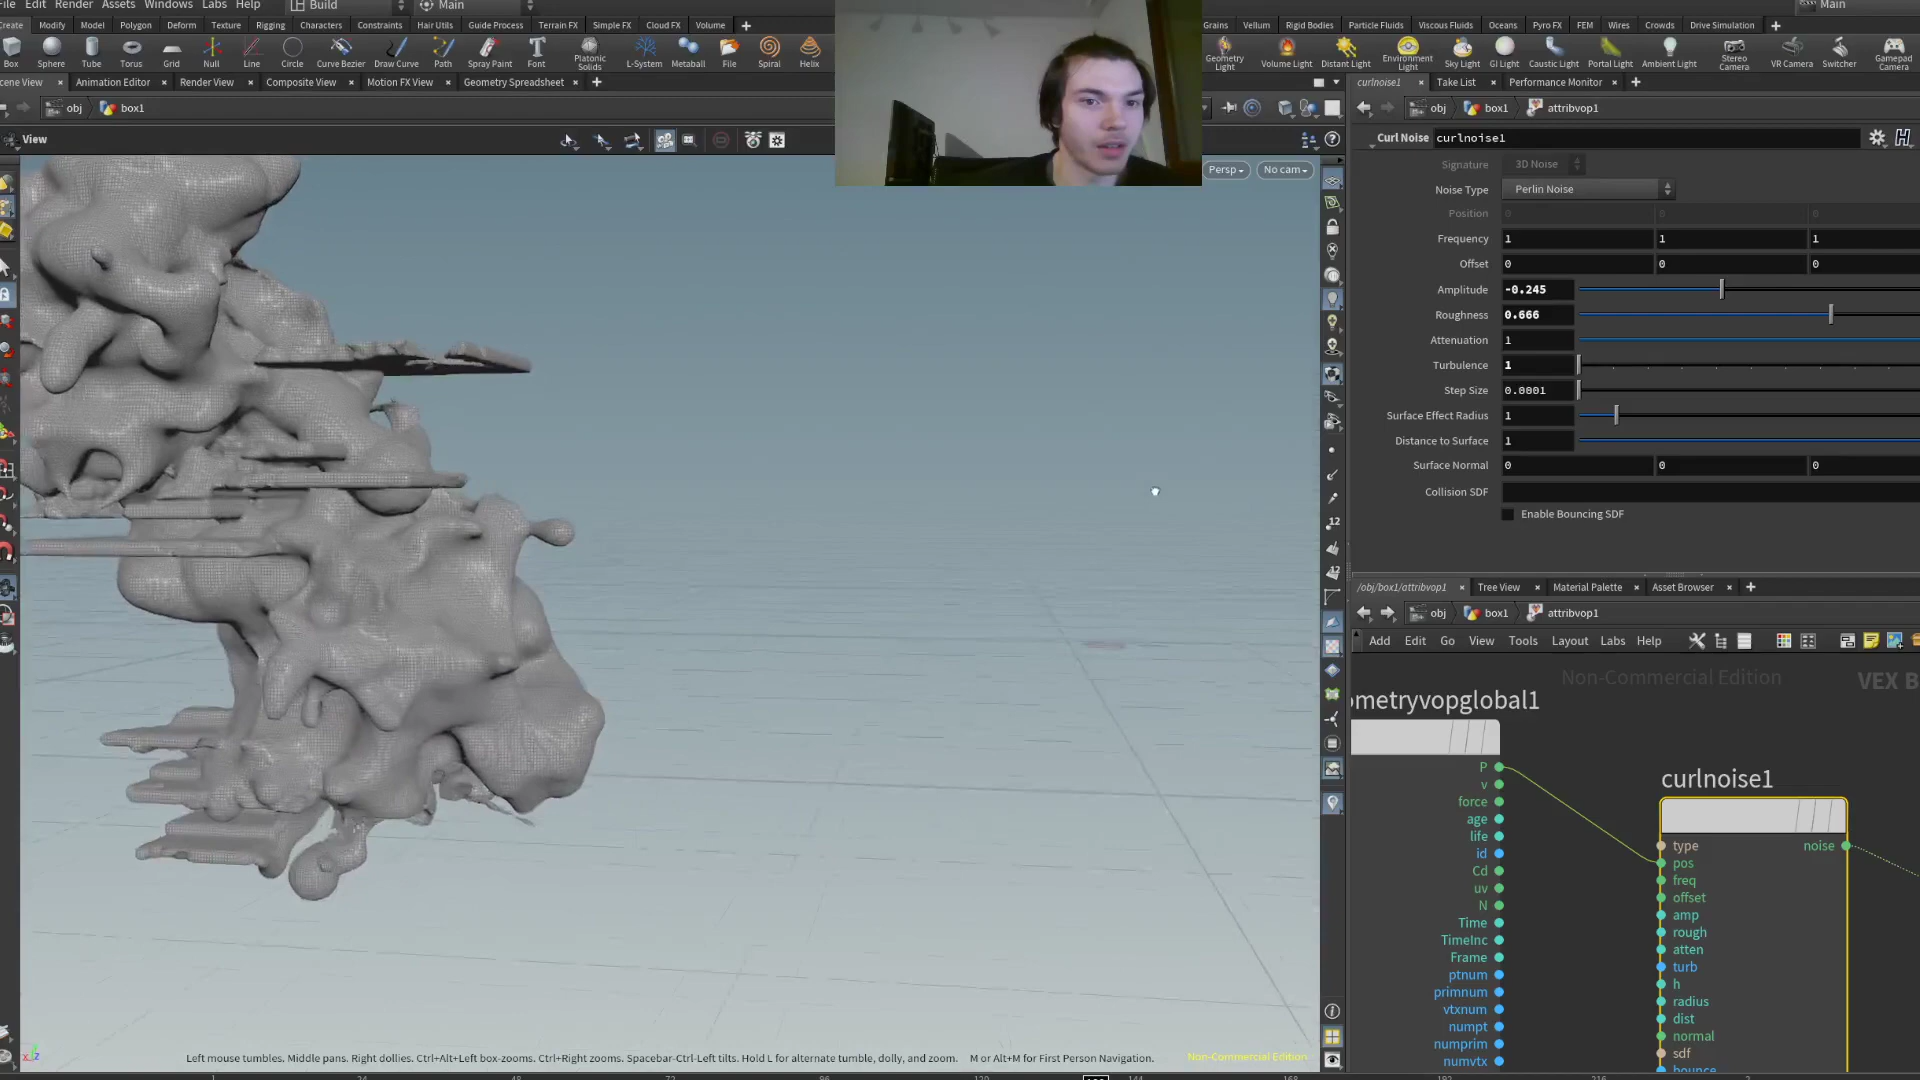 File Edit Render Assets Windows Labs Help Build Main Main
Create Modify Model Polygon Deform Texture Rigging Characters Constraints Hair Utils Guide Process Terrain FX Simple FX Cloud FX Volume Grains Vellum Rigid Bodies Particle Fluids Viscous Fluids Oceans Pyro FX FEM Wires Crowds Drive Simulation
Box Sphere Tube Torus Grid Null Line Circle Curve Bezier Draw Curve Path Spray Paint Font Platonic Solids L-System Metaball File Spiral Helix Geometry Light Volume Light Distant Light Environment Light Sky Light GI Light Caustic Light Portal Light Ambient Light Stereo Camera VR Camera Switcher Gamepad Camera
Scene View Animation Editor Render View Composite View Motion FX View Geometry Spreadsheet curlnoise1 Take List Performance Monitor
obj box1 obj box1 attribvop1
View
Curl Noise curlnoise1
Persp No cam
Signature 3D Noise
Noise Type Perlin Noise
Position 0 0 0
Frequency 1 1 1
Offset 0 0 0
Amplitude -0.245
Roughness 0.666
Attenuation 1
Turbulence 1
Step Size 0.0001
Surface Effect Radius 1
Distance to Surface 1
Surface Normal 0 0 0
Collision SDF
Enable Bouncing SDF
12
12
/obj/box1/attribvop1 Tree View Material Palette Asset Browser
obj box1 attribvop1
Add Edit Go View Tools Layout Labs Help
Non-Commercial Edition VEX B
ometryvopglobal1
P
v
force
age
life
id
Cd
uv
N
Time
TimeInc
Frame
ptnum
primnum
vtxnum
numpt
numprim
numvtx
curlnoise1
type noise
pos
freq
offset
amp
rough
atten
turb
h
radius
dist
normal
sdf
bounce
Left mouse tumbles. Middle pans. Right dollies. Ctrl+Alt+Left box-zooms. Ctrl+Right zooms. Spacebar-Ctrl-Left tilts. Hold L for alternate tumble, dolly, and zoom. M or Alt+M for First Person Navigation.
Non-Commercial Edition